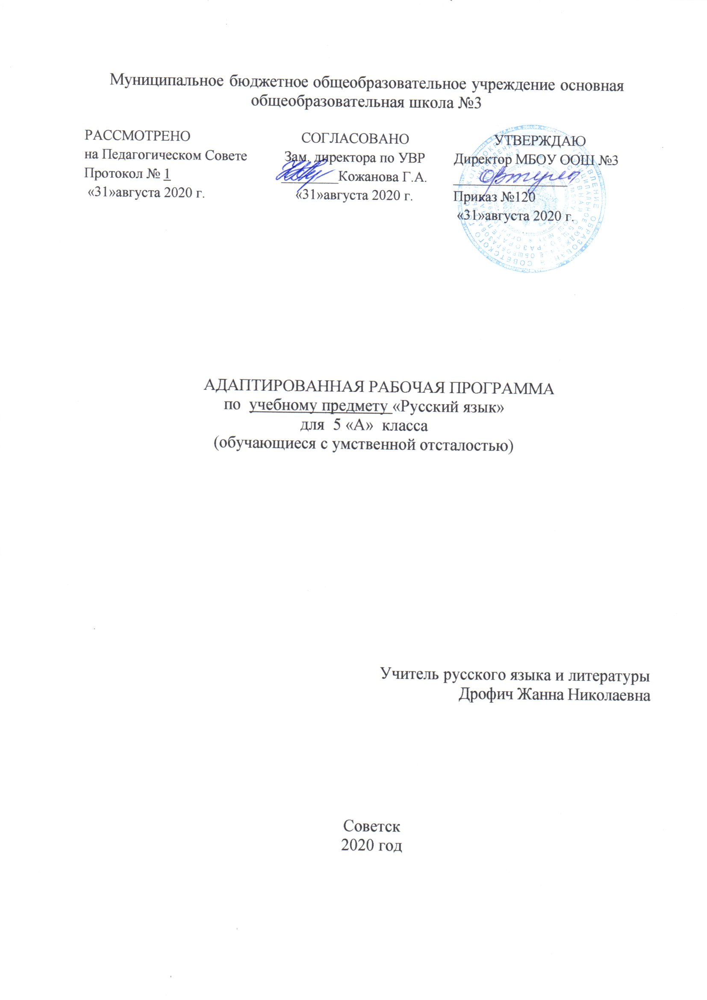 Муниципальное бюджетное общеобразовательное учреждение основная
общеобразовательная школа №3
РАССМОТРЕНО
на Педагогическом Совете
Протокол № 1
«31»августа 2020 г.
СОГЛАСОВАНО
Зам. директора по УВР
Кожанова Г.А.
«31»августа 2020 г.
УТВЕРЖДАЮ
Директор МБОУ ООШ №3
Приказ №120
«31»августа 2020 г.
АДАПТИРОВАННАЯ РАБОЧАЯ ПРОГРАММА
по учебному предмету «Русский язык»
для 5 «А» класса
(обучающиеся с умственной отсталостью)
Учитель русского языка и литературы
Дрофич Жанна Николаевна
Советск
2020 год